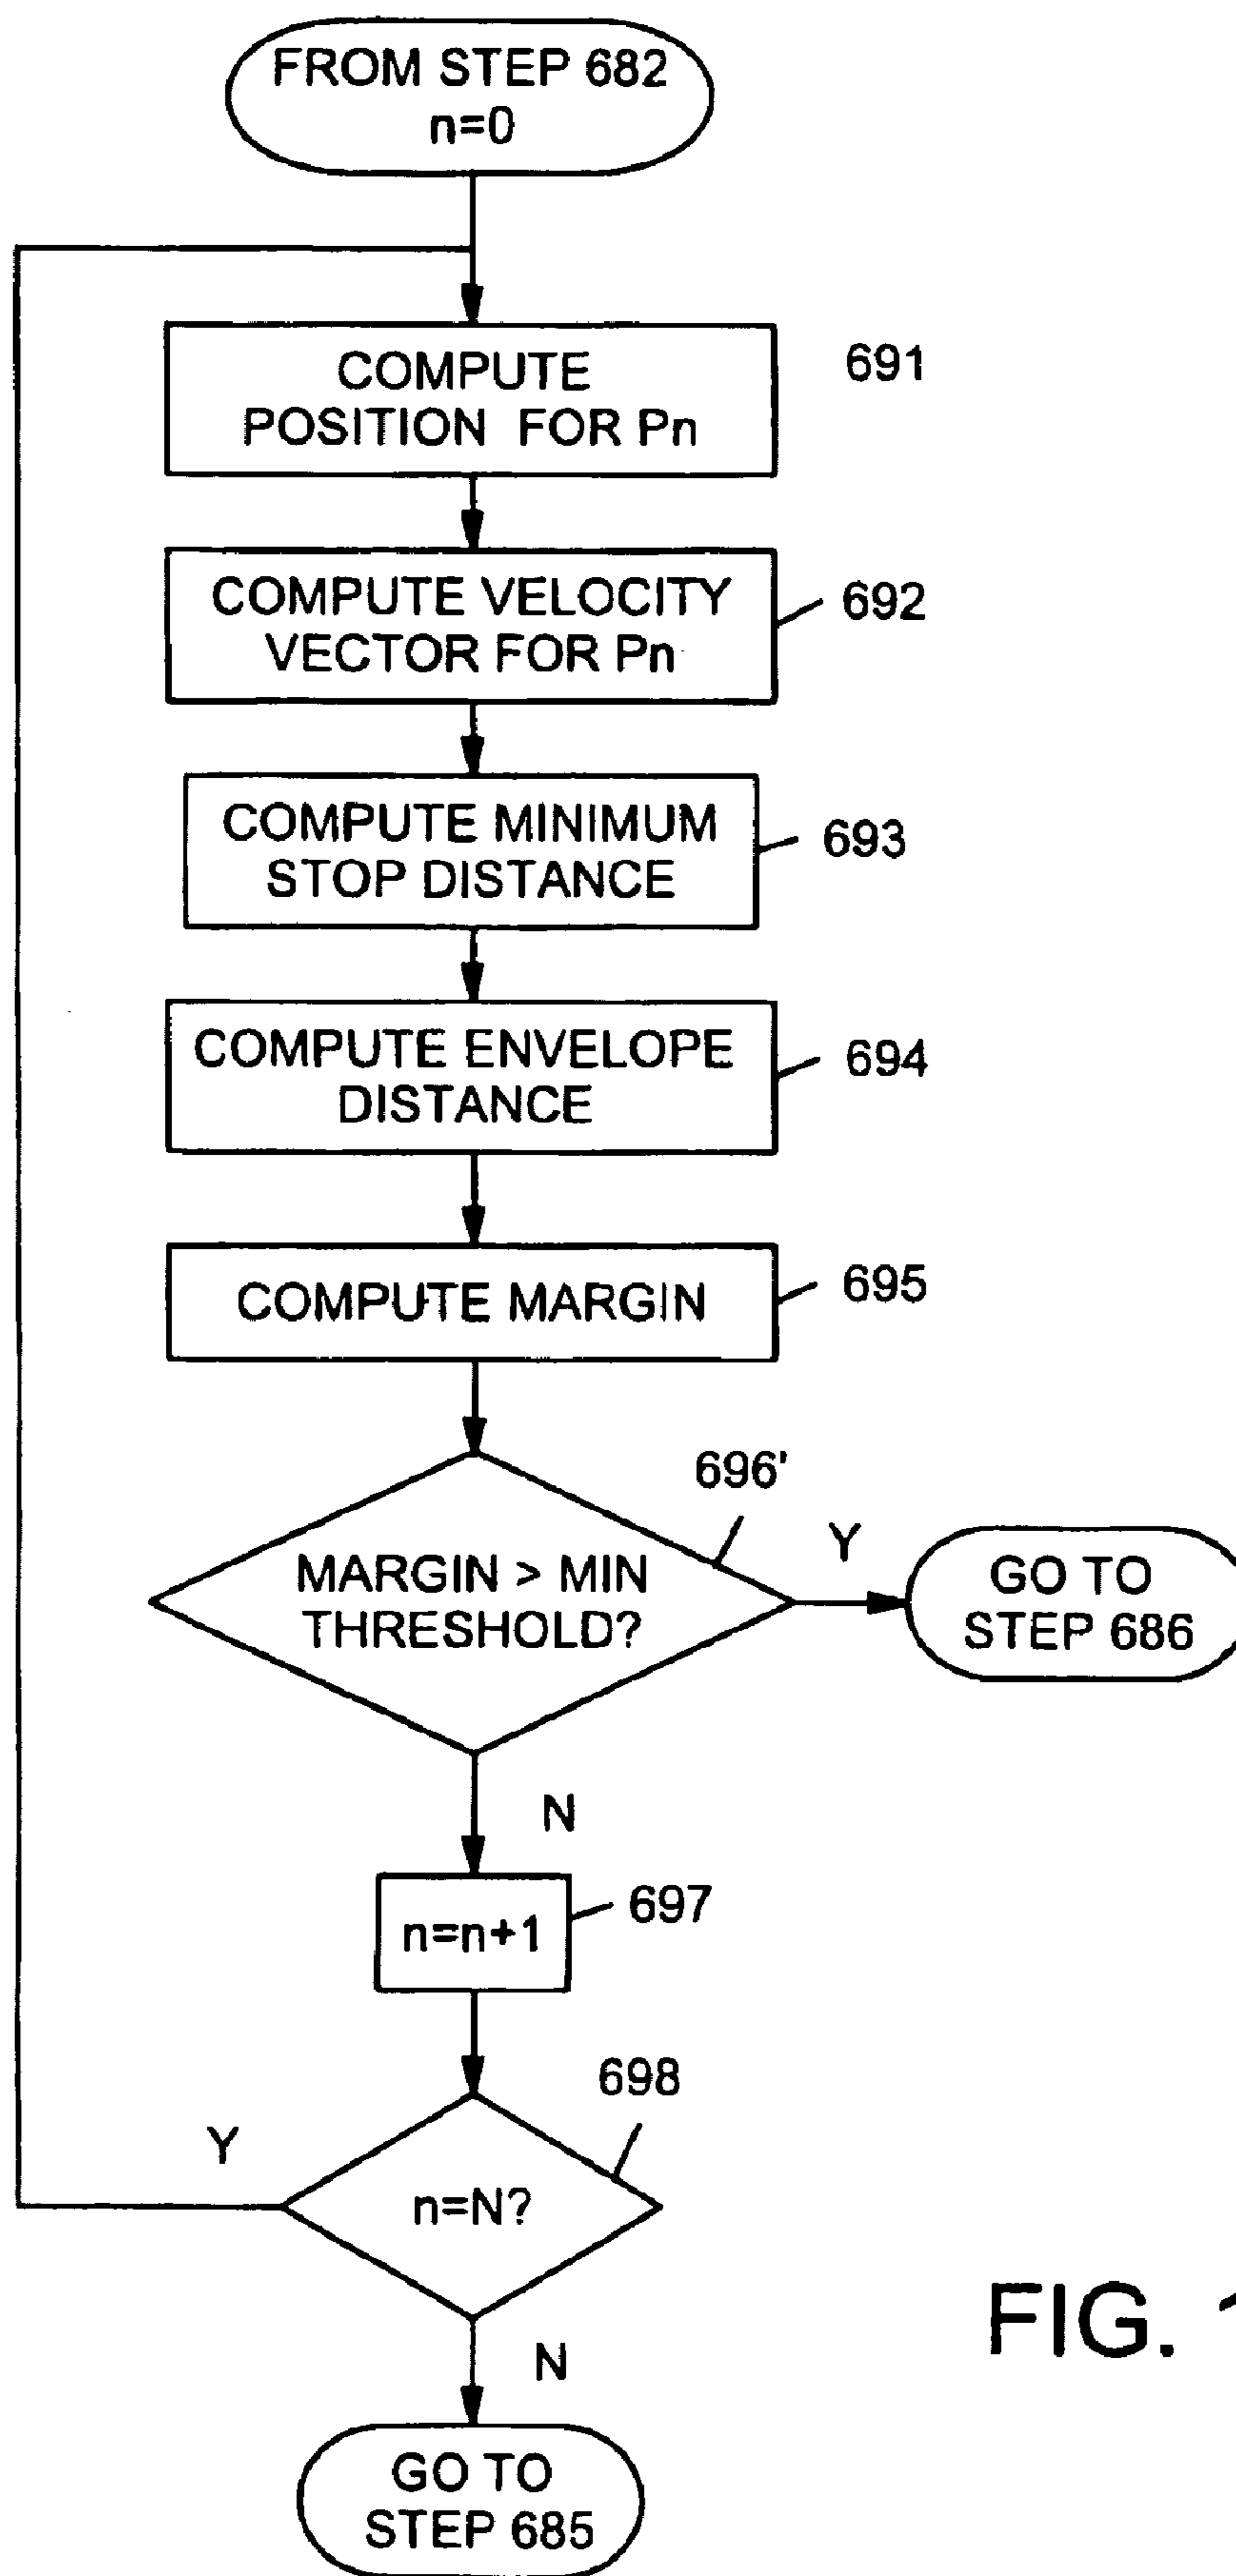 FROM STEP 682
n=0
COMPUTE
POSITION FOR Pn
691
COMPUTE VELOCITY
VECTOR FOR Pn
692
COMPUTE MINIMUM
STOP DISTANCE
693
COMPUTE ENVELOPE
DISTANCE
694
COMPUTE MARGIN
695
696'
MARGIN > MIN
THRESHOLD?
Y
GO TO
STEP 686
N
n=n+1
697
698
Y
n=N?
N
GO TO
STEP 685
FIG.